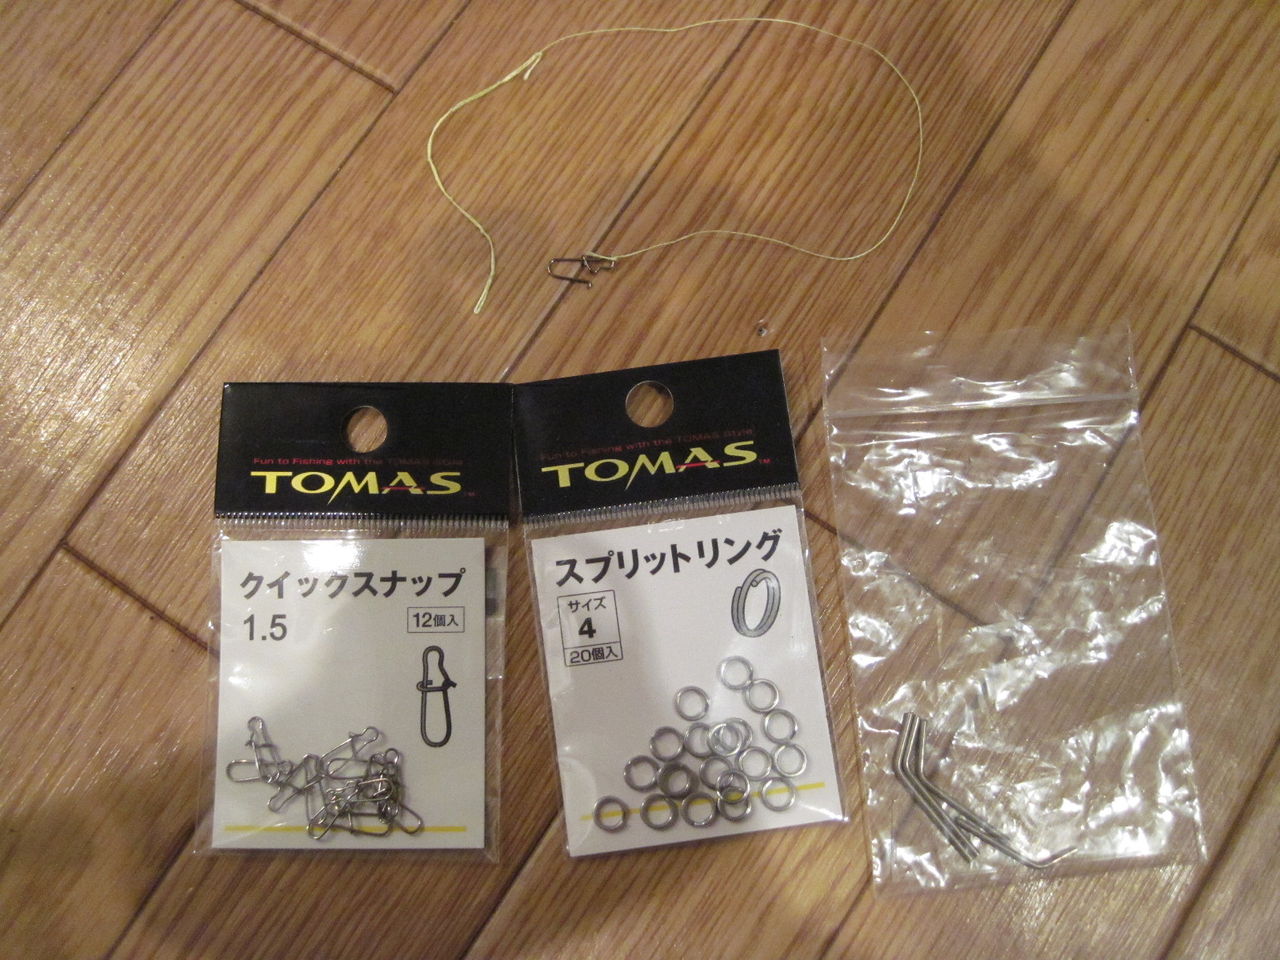 Fun to Fishing with the TOMAS Style
TOMAS™
クイックスナップ
1.5
12個入
Fun to Fishing with the TOMAS Style
TOMAS™
スプリットリング
サイズ
4
20個入